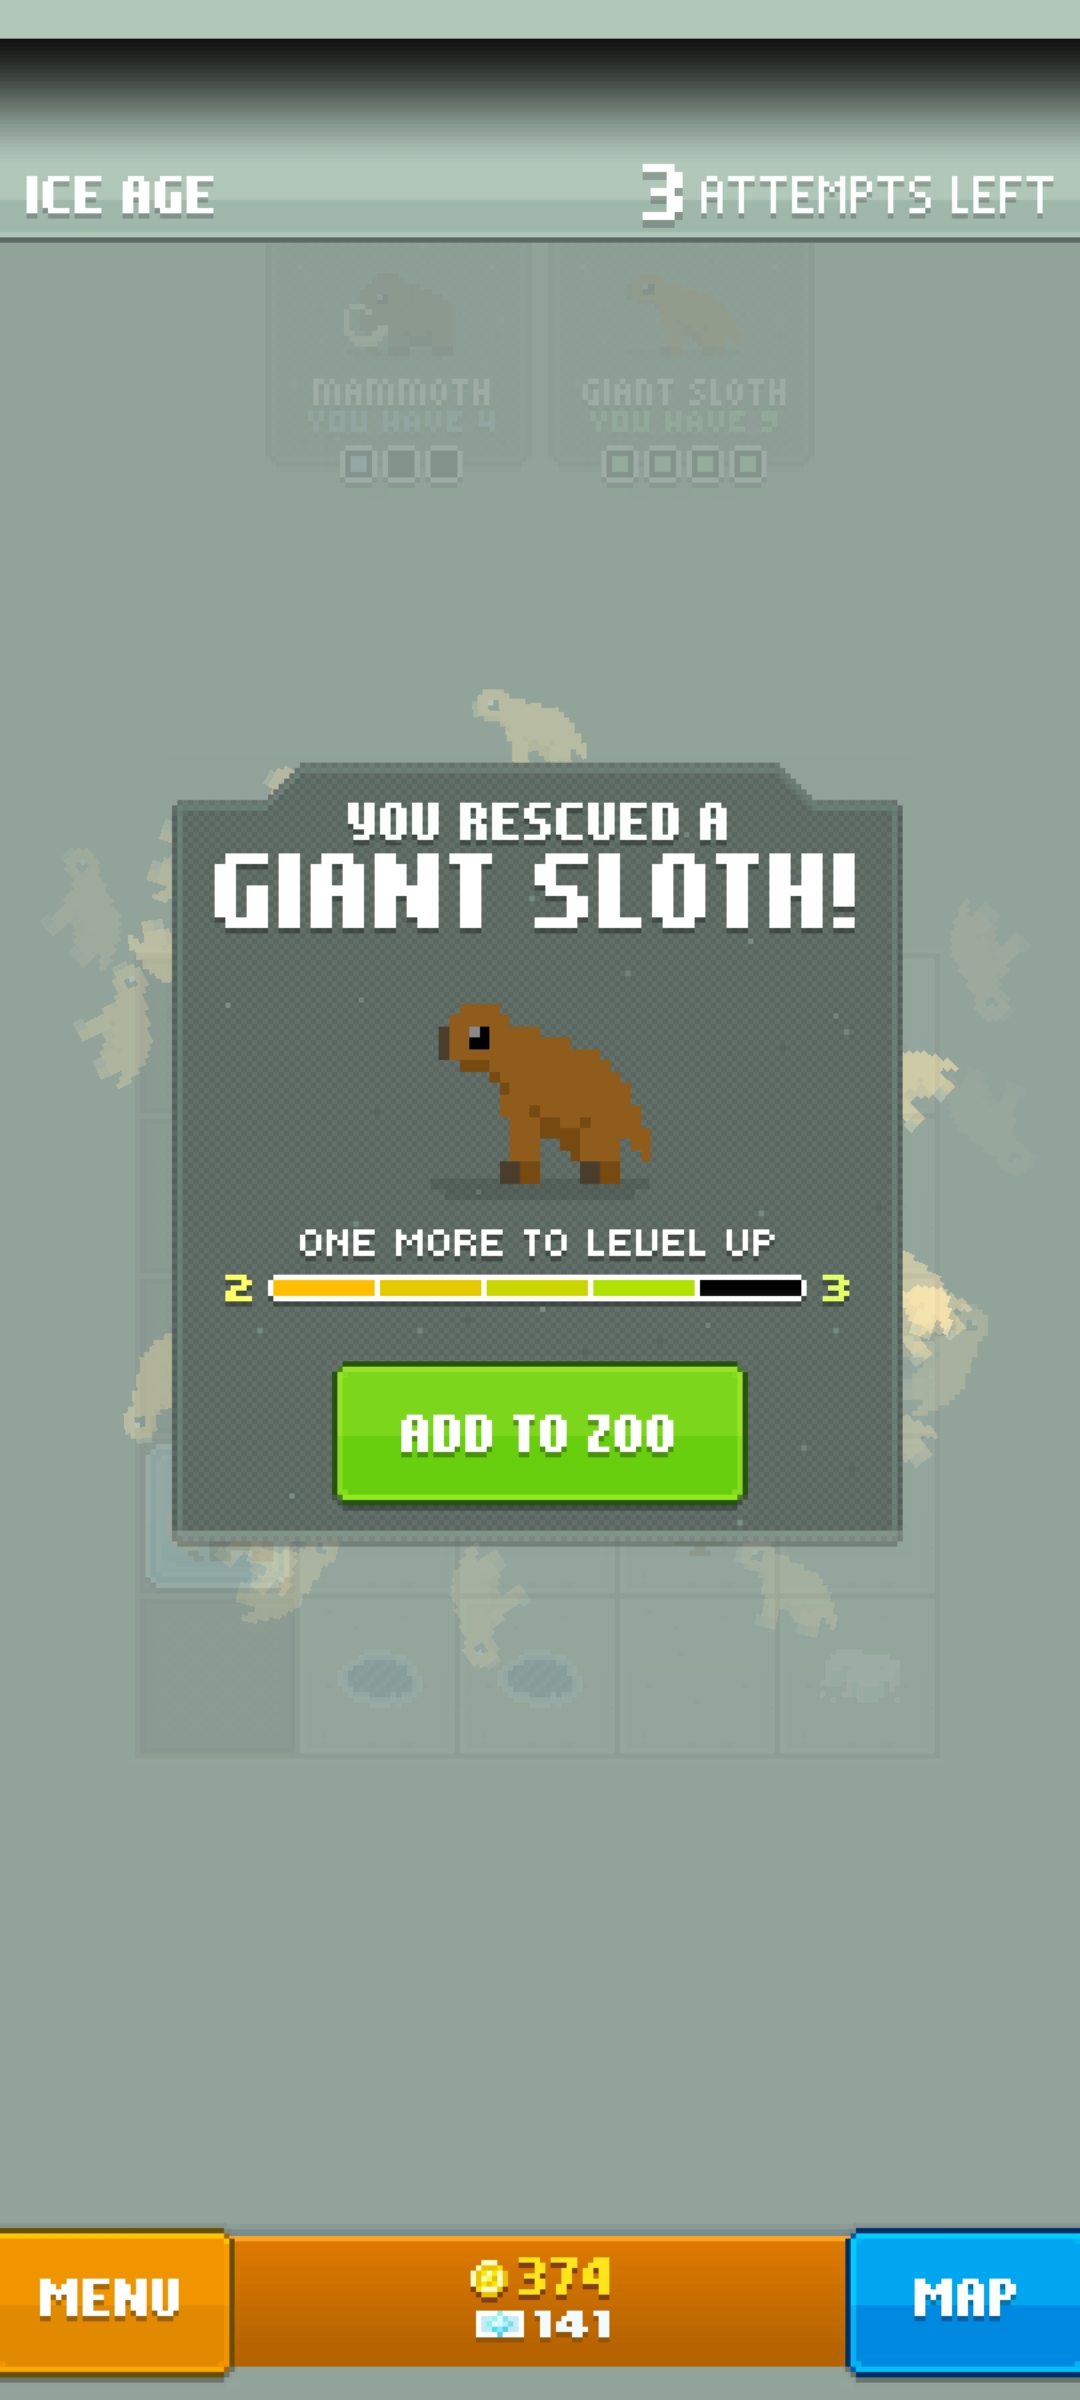 ICE AGE
3 ATTEMPTS LEFT
MAMMOTH
YOU HAVE 4
GIANT SLOTH
YOU HAVE 9
YOU RESCUED A
GIANT SLOTH!
ONE MORE TO LEVEL UP
2
3
ADD TO ZOO
MENU
374
141
MAP